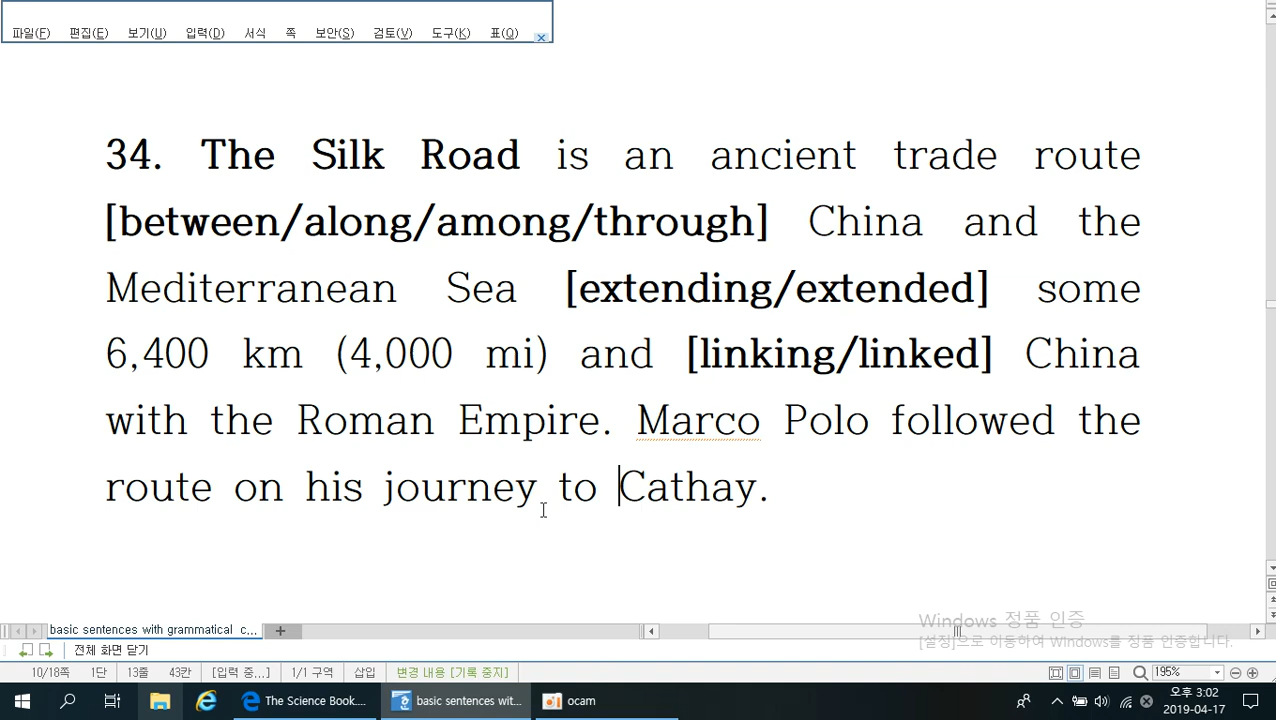 파일(F) 편집(E) 보기(U) 입력(D) 서식 쪽 보안(S) 검토(V) 도구(K) 표(Q)
34. The Silk Road is an ancient trade route
[between/along/among/through] China and the
Mediterranean Sea [extending/extended] some
6,400 km (4,000 mi) and [linking/linked] China
with the Roman Empire. Marco Polo followed the
route on his journey to Cathay.
Windows 정품 인증
[설정]으로 이동하여 Windows를 정품 인증합니다.
basic sentences with grammatical c...
전체 화면 닫기
10/18쪽 1단 13줄 43칸 [입력 중...] 1/1 구역 삽입 변경 내용 [기록 중지] 195%
The Science Book.... basic sentences wit... ocam 오후 3:02
2019-04-17